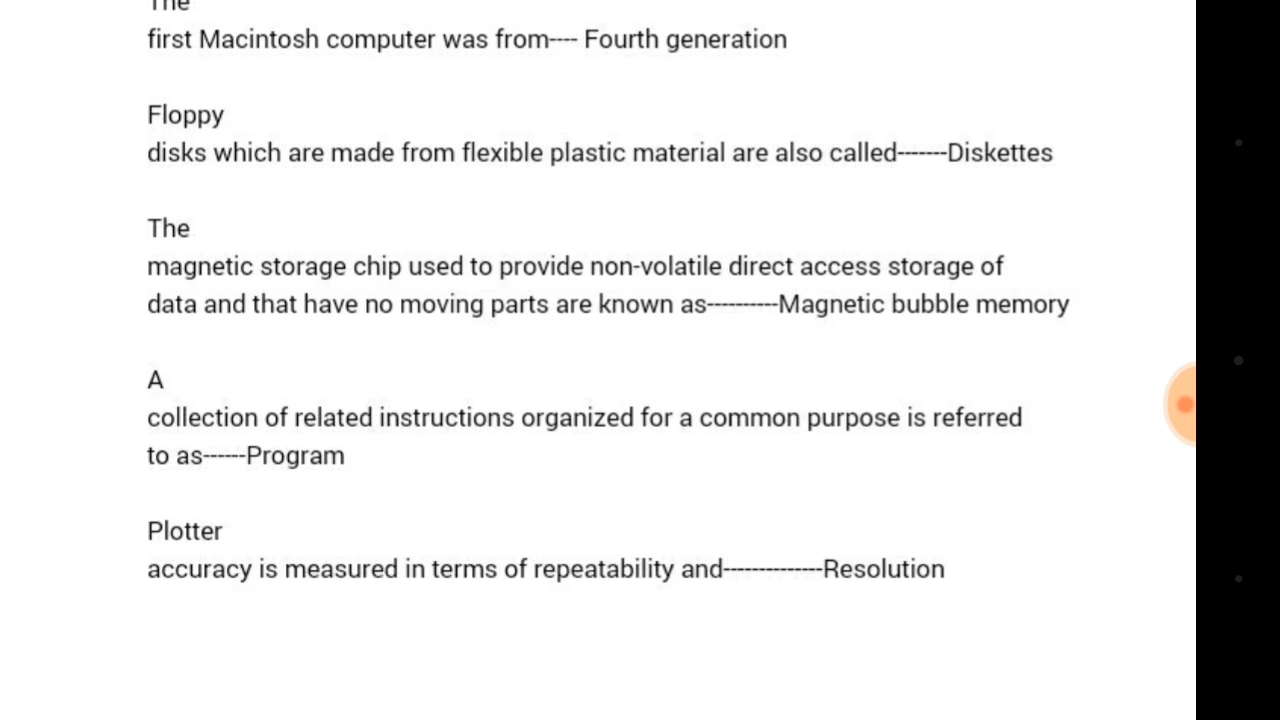 The
first Macintosh computer was from---- Fourth generation
Floppy
disks which are made from flexible plastic material are also called-------Diskettes
The
magnetic storage chip used to provide non-volatile direct access storage of
data and that have no moving parts are known as----------Magnetic bubble memory
A
collection of related instructions organized for a common purpose is referred
to as------Program
Plotter
accuracy is measured in terms of repeatability and--------------Resolution